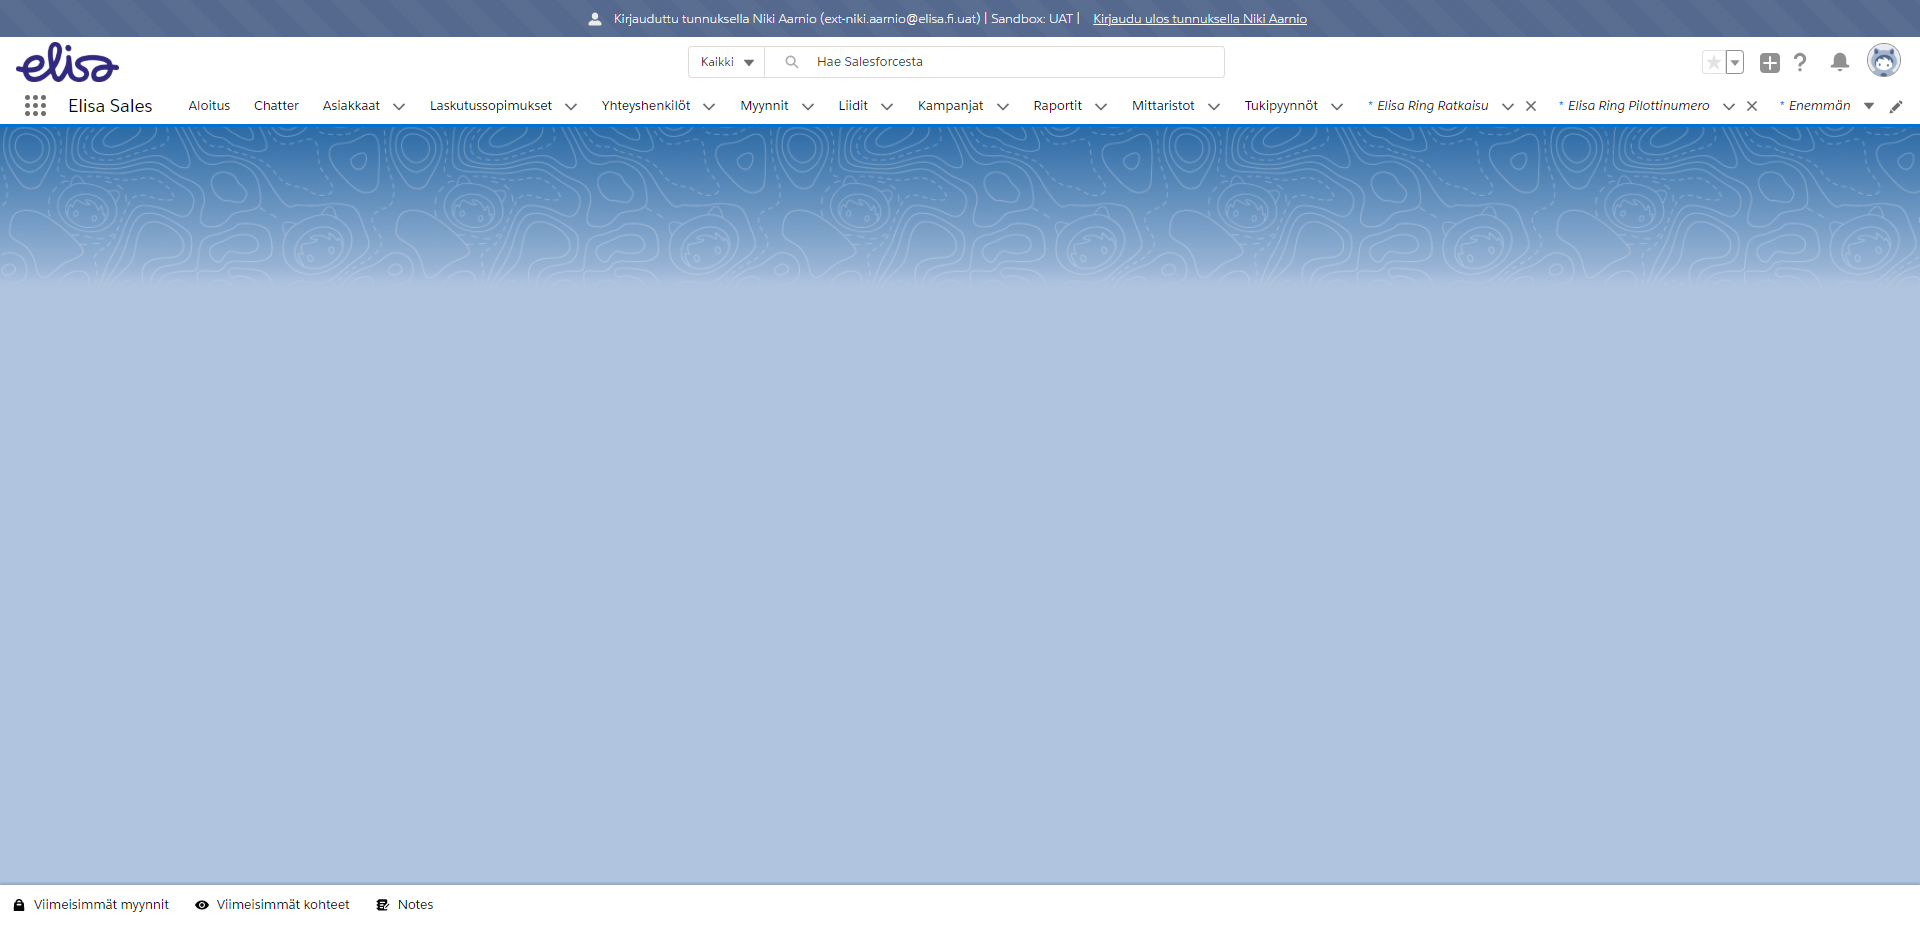 Kirjauduttu tunnuksella Niki Aarnio (ext-niki.aarnio@elisa.fi.uat) | Sandbox: UAT | Kirjaudu ulos tunnuksella Niki Aarnio
elisa
Kaikki Hae Salesforcesta
Elisa Sales Aloitus Chatter Asiakkaat Laskutussopimukset Yhteyshenkilöt Myynnit Liidit Kampanjat Raportit Mittaristot Tukipyynnöt * Elisa Ring Ratkaisu * Elisa Ring Pilottinumero * Enemmän
Viimeisimmät myynnit Viimeisimmät kohteet Notes